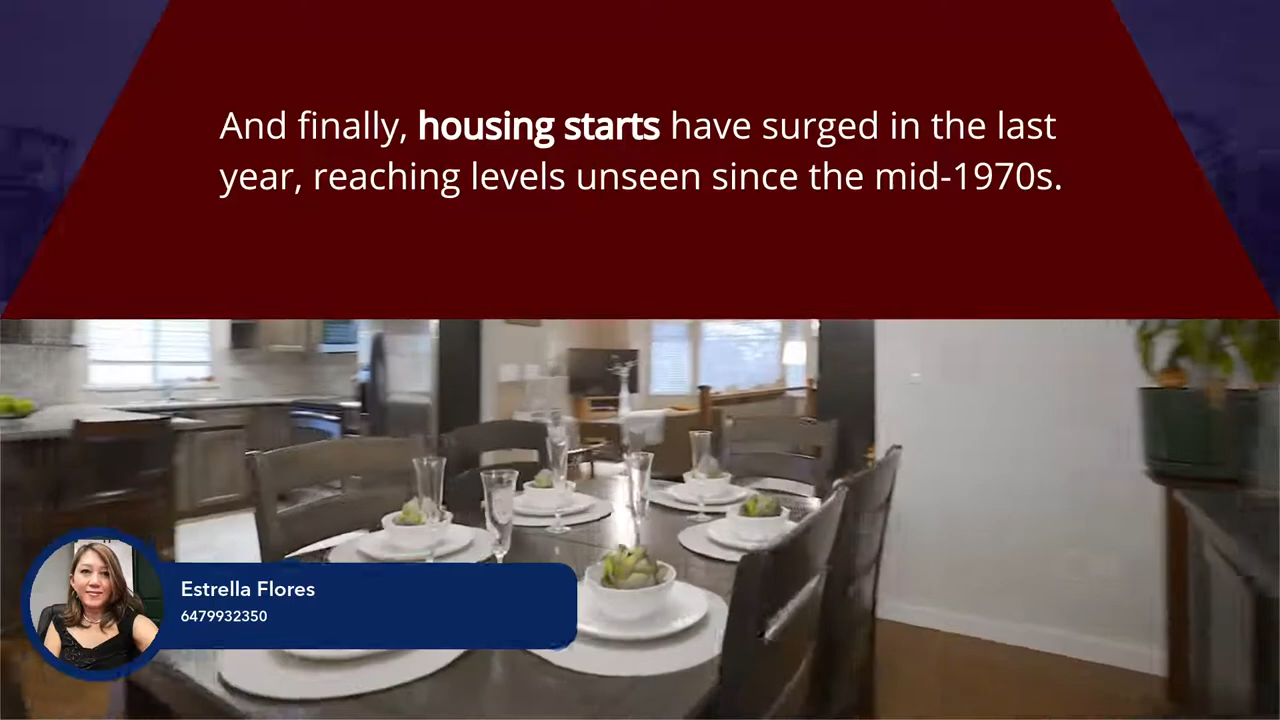 And finally, housing starts have surged in the last
year, reaching levels unseen since the mid-1970s.
Estrella Flores
6479932350